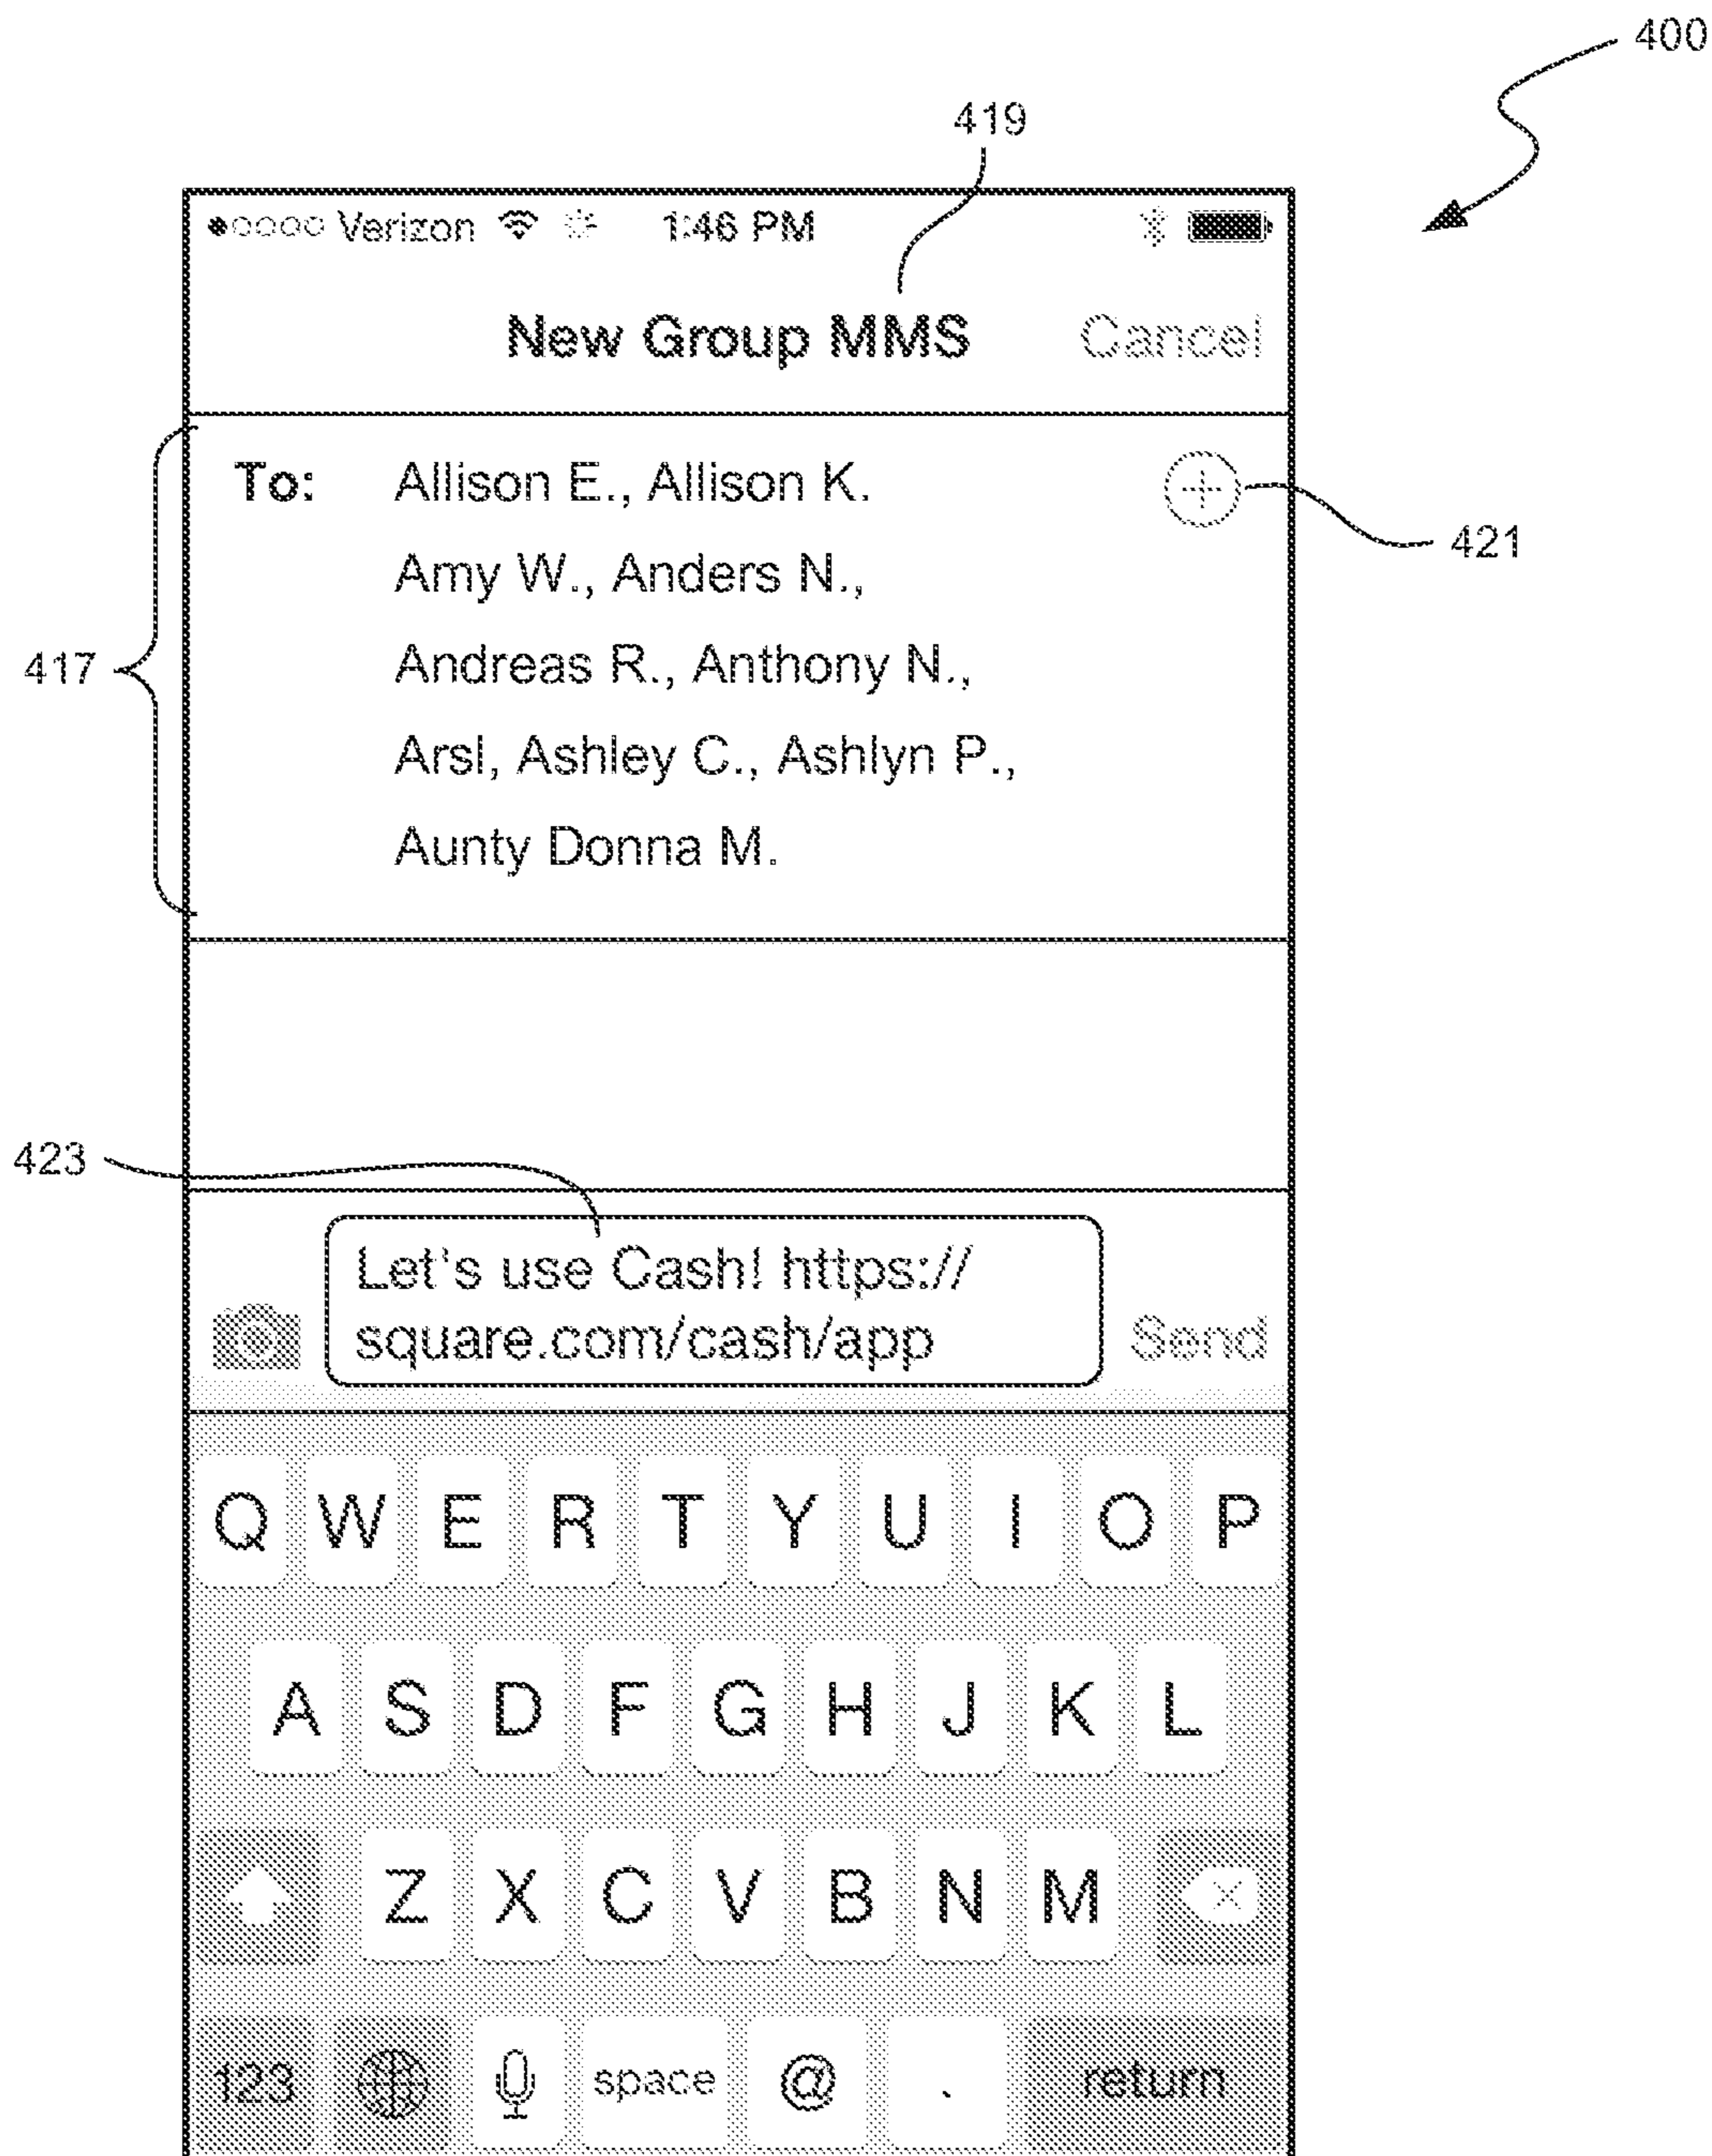 400
419
Verizon 1:46 PM
New Group MMS Cancel
To: Allison E., Allison K.
421
Amy W., Anders N.,
417
Andreas R., Anthony N.,
Arsl, Ashley C., Ashlyn P.,
Aunty Donna M.
423
Let's use Cash! https://
square.com/cash/app
Send
Q W E R T Y U I O P
A S D F G H J K L
Z X C V B N M
123 space @ . return